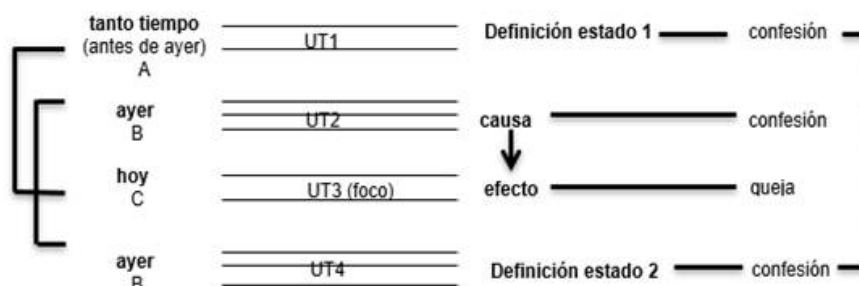 tanto tiempo
(antes de ayer) UT1 Definición estado 1 confesión
A
ayer UT2 causa confesión
B
hoy UT3 (foco) efecto queja
C
ayer UT4 Definición estado 2 confesión
B